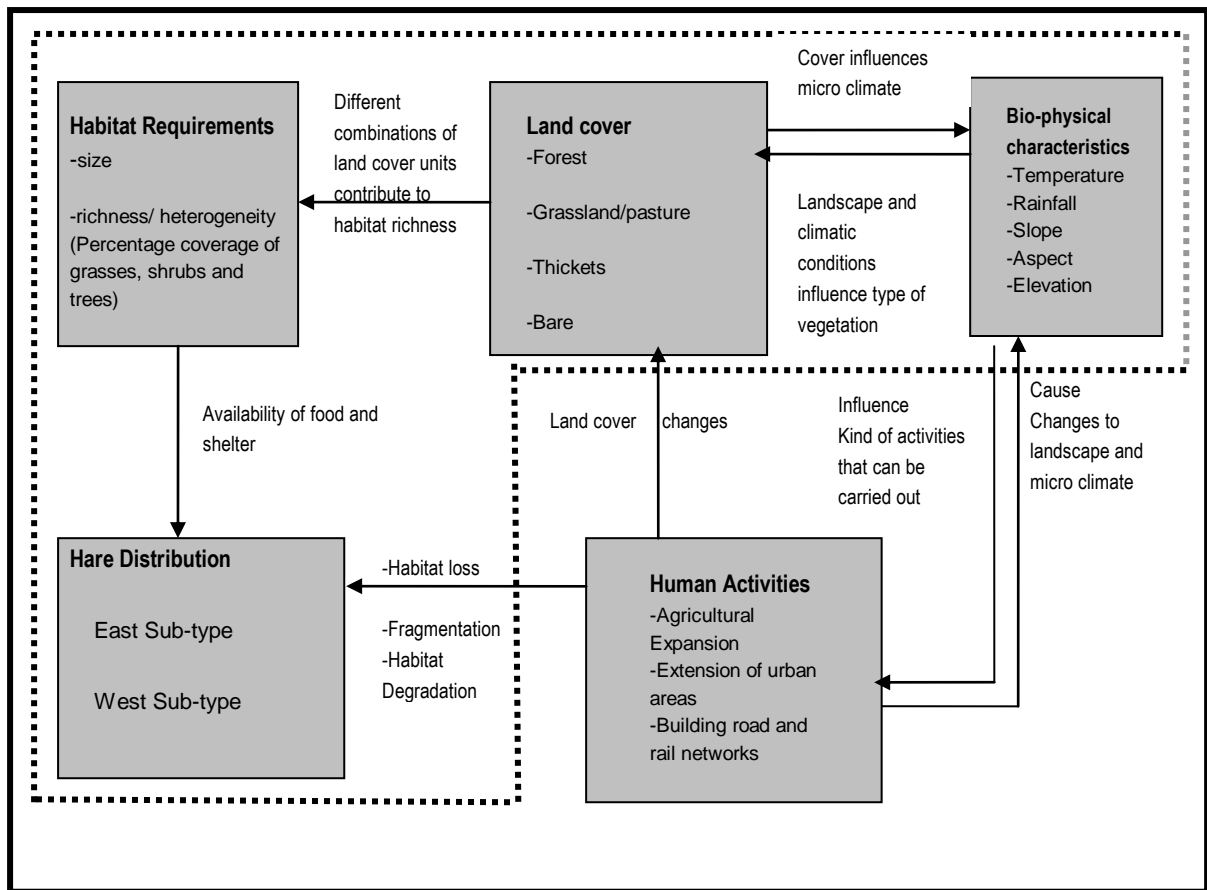 Habitat Requirements
-size
-richness/ heterogeneity
(Percentage coverage of
grasses, shrubs and
trees)
Different
combinations of
land cover units
contribute to
habitat richness
Land cover
-Forest
-Grassland/pasture
-Thickets
-Bare
Cover influences
micro climate
Landscape and
climatic
conditions
influence type of
vegetation
Bio-physical
characteristics
-Temperature
-Rainfall
-Slope
-Aspect
-Elevation
Availability of food and
shelter
Land cover changes
Influence
Kind of activities
that can be
carried out
Cause
Changes to
landscape and
micro climate
Hare Distribution
East Sub-type
West Sub-type
-Habitat loss
-Fragmentation
-Habitat
Degradation
Human Activities
-Agricultural
Expansion
-Extension of urban
areas
-Building road and
rail networks